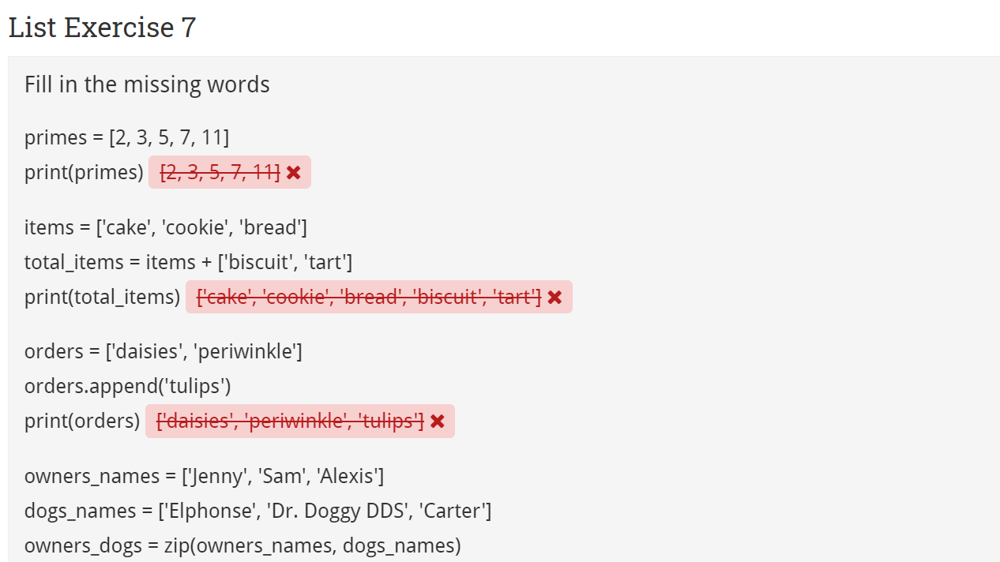 List Exercise 7
Fill in the missing words
primes = [2, 3, 5, 7, 11]
print(primes) [2, 3, 5, 7, 11] ✖
items = ['cake', 'cookie', 'bread']
total_items = items + ['biscuit', 'tart']
print(total_items) ['cake', 'cookie', 'bread', 'biscuit', 'tart'] ✖
orders = ['daisies', 'periwinkle']
orders.append('tulips')
print(orders) ['daisies', 'periwinkle', 'tulips'] ✖
owners_names = ['Jenny', 'Sam', 'Alexis']
dogs_names = ['Elphonse', 'Dr. Doggy DDS', 'Carter']
owners_dogs = zip(owners_names, dogs_names)